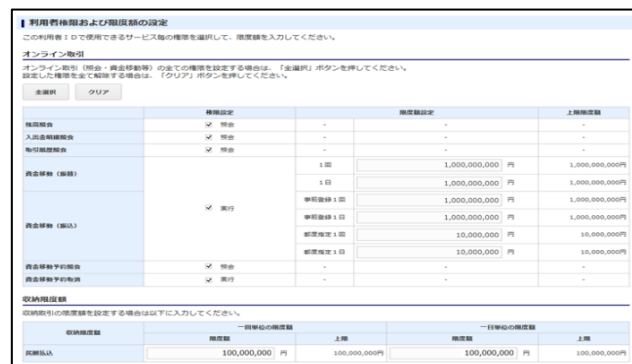 利用者権限および限度額の設定
この利用者IDで使用できるサービス毎の権限を選択して、限度額を入力してください。
オンライン取引
オンライン取引（照会・資金移動等）の全ての権限を設定する場合は、「全選択」ボタンを押してください。
設定した権限を全て解除する場合は、「クリア」ボタンを押してください。
全選択 クリア
権限設定 限度額設定 上限限度額
残高照会 照会 - - -
入出金明細照会 照会 - - -
取引履歴照会 照会 - - -
資金移動（振替） 実行 1回 1,000,000,000 円 1,000,000,000円
1日 1,000,000,000 円 1,000,000,000円
資金移動（振込） 事前登録1回 1,000,000,000 円 1,000,000,000円
事前登録1日 1,000,000,000 円 1,000,000,000円
都度指定1回 10,000,000 円 10,000,000円
都度指定1日 10,000,000 円 10,000,000円
資金移動予約照会 照会 - - -
資金移動予約取消 実行 - - -
収納限度額
収納取引の限度額を設定する場合は以下に入力してください。
収納限度額 一回単位の限度額 一日単位の限度額
限度額 上限 限度額 上限
民間払込 100,000,000 円 100,000,000円 100,000,000 円 100,000,000円